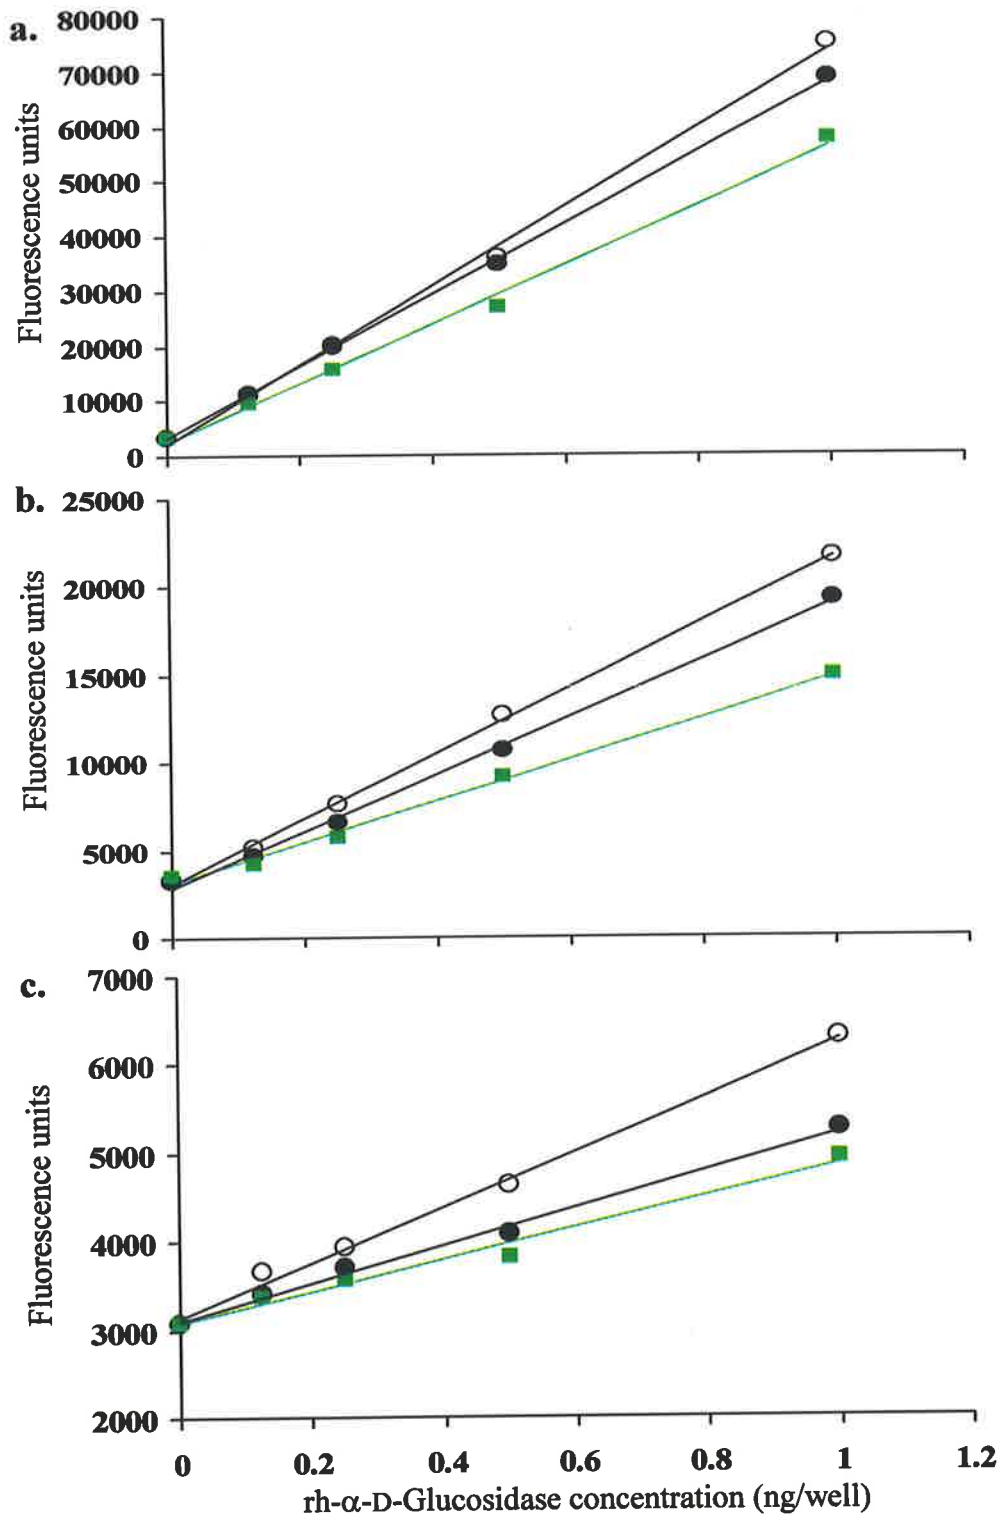 a.
80000
70000
60000
50000
40000
30000
20000
10000
0
Fluorescence units
b.
25000
20000
15000
10000
5000
0
Fluorescence units
c.
7000
6000
5000
4000
3000
2000
Fluorescence units
0 0.2 0.4 0.6 0.8 1 1.2
rh-α-D-Glucosidase concentration (ng/well)